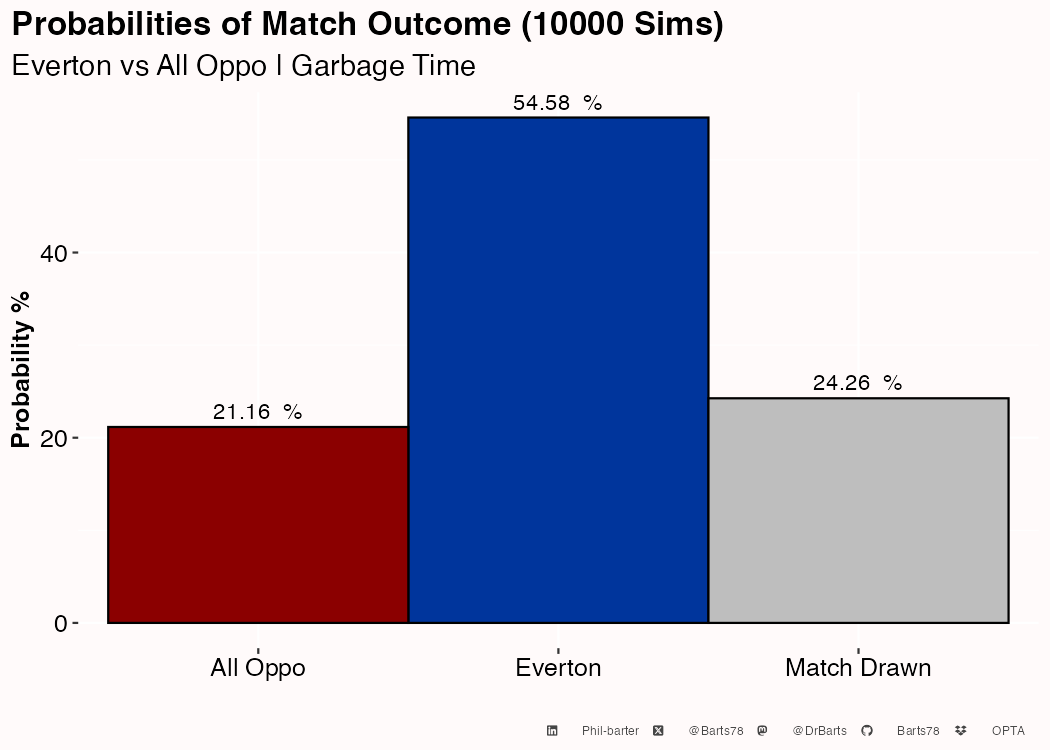 Probabilities of Match Outcome (10000 Sims)
Everton vs All Oppo | Garbage Time
54.58 %
40
24.26 %
21.16 %
20
0
Probability %
All Oppo Everton Match Drawn
Phil-barter @Barts78 @DrBarts Barts78 OPTA